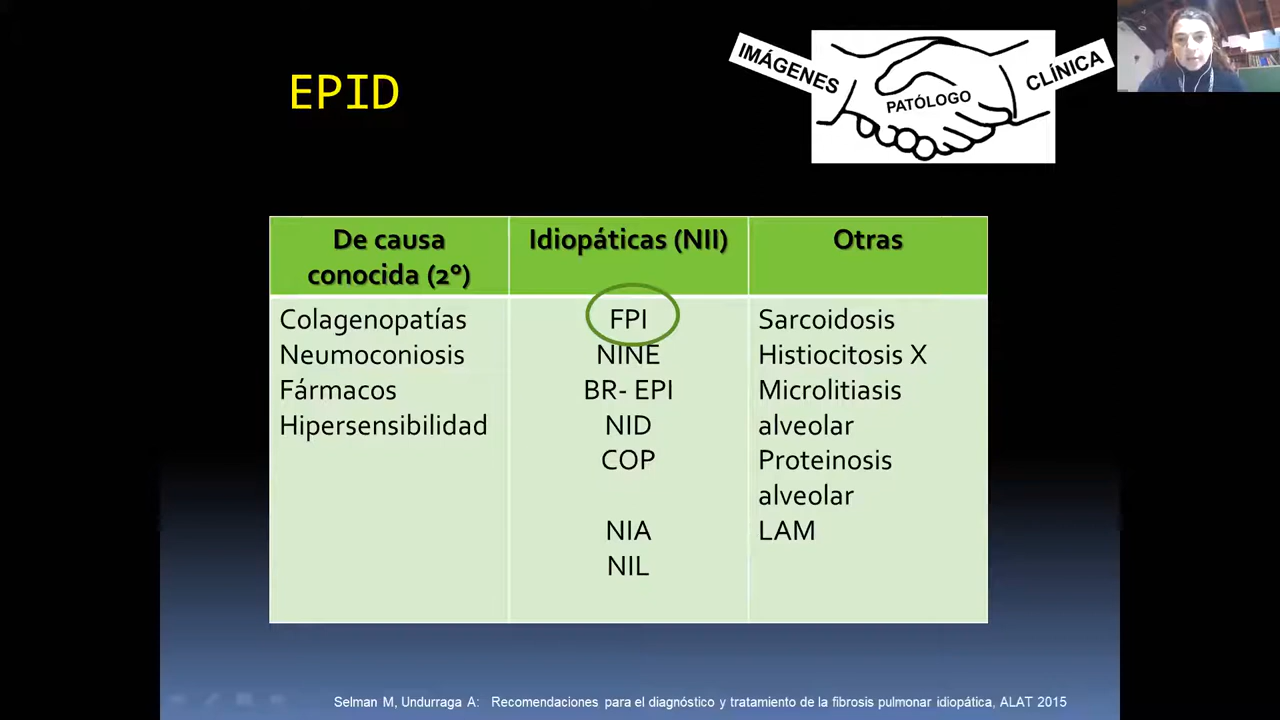 EPID
IMÁGENES
PATÓLOGO
CLÍNICA
De causa
conocida (2º)
Idiopáticas (NII)
Otras
Colagenopatías
Neumoconiosis
Fármacos
Hipersensibilidad
FPI
NINE
BR- EPI
NID
COP
NIA
NIL
Sarcoidosis
Histiocitosis X
Microlitiasis
alveolar
Proteinosis
alveolar
LAM
Selman M, Undurraga A: Recomendaciones para el diagnóstico y tratamiento de la fibrosis pulmonar idiopática, ALAT 2015